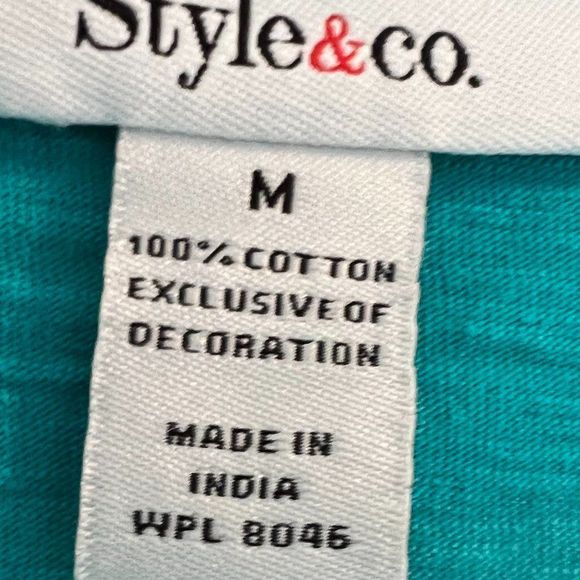 Style&co.
M
100% COTTON
EXCLUSIVE OF
DECORATION
MADE IN
INDIA
WPL 8046